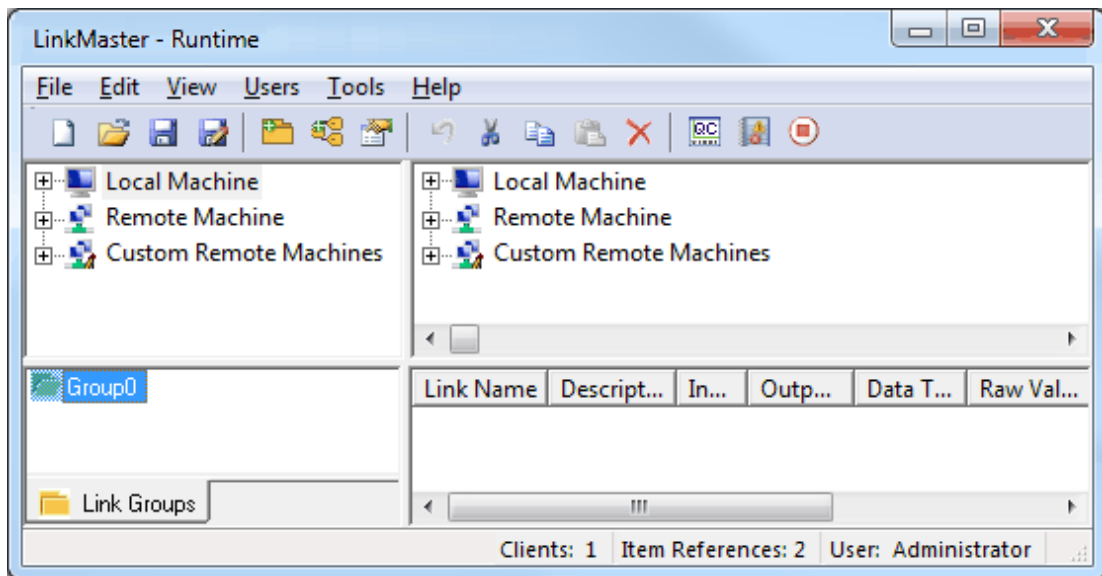 LinkMaster - Runtime
File Edit View Users Tools Help
QC
Local Machine
Remote Machine
Custom Remote Machines
Local Machine
Remote Machine
Custom Remote Machines
Group0
Link Groups
Link Name Descript... In... Outp... Data T... Raw Val...
Clients: 1 Item References: 2 User: Administrator